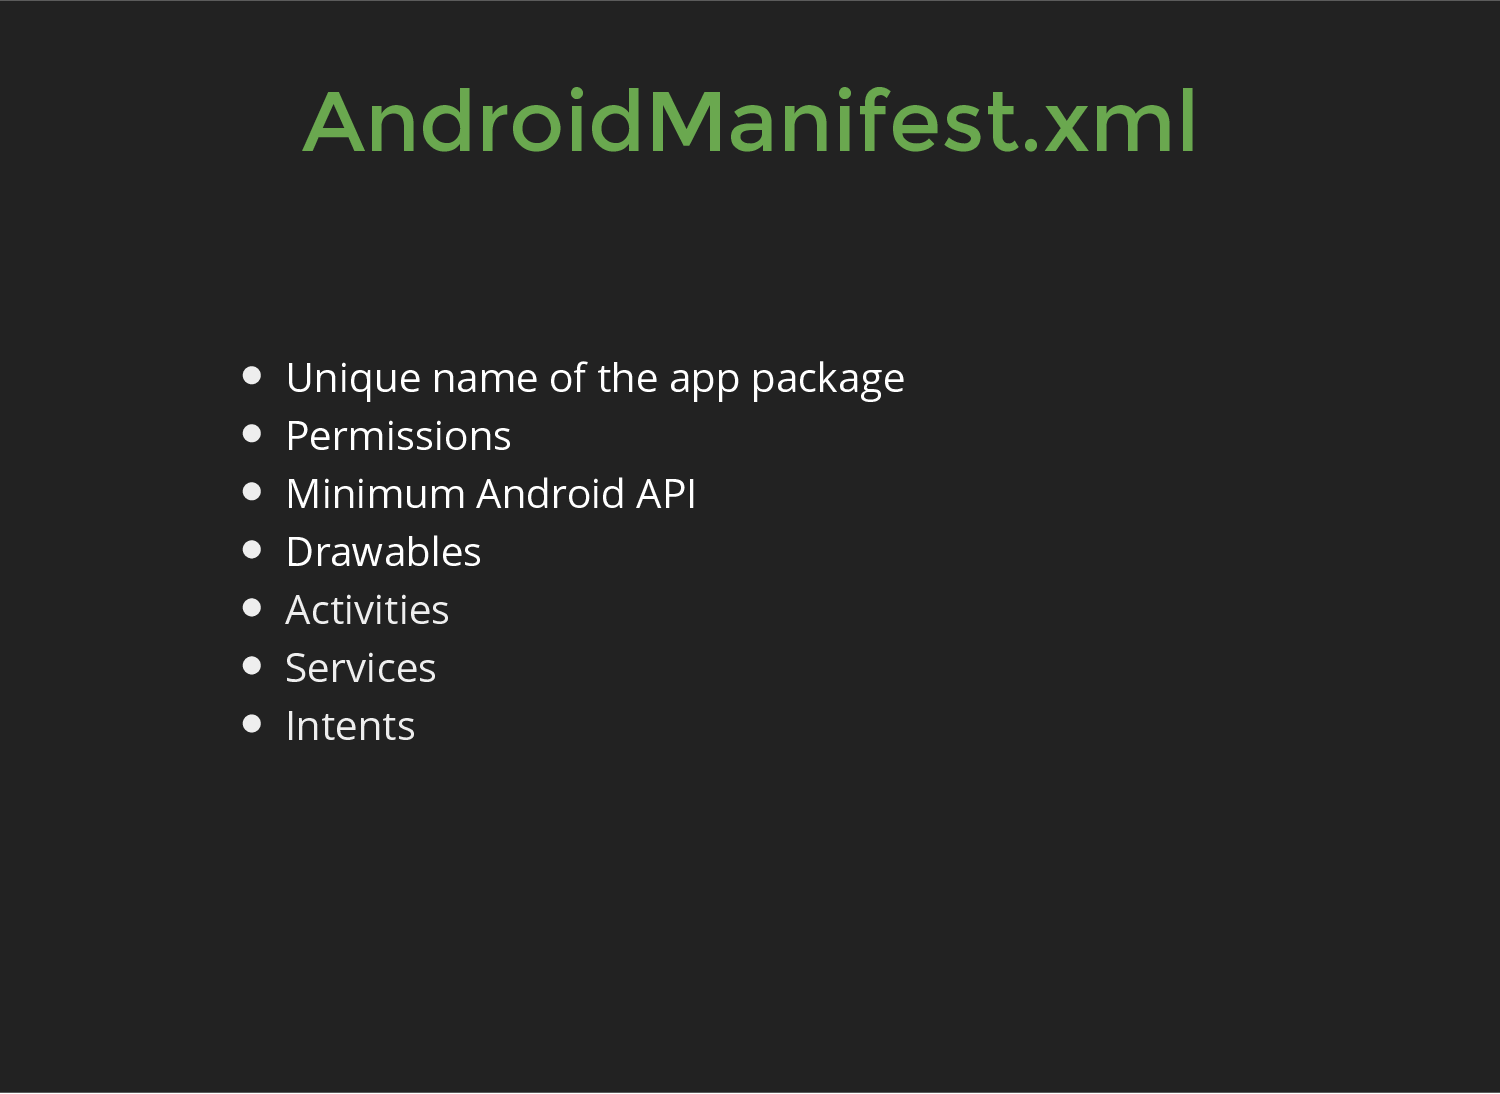 AndroidManifest.xml
Unique name of the app package
Permissions
Minimum Android API
Drawables
Activities
Services
Intents